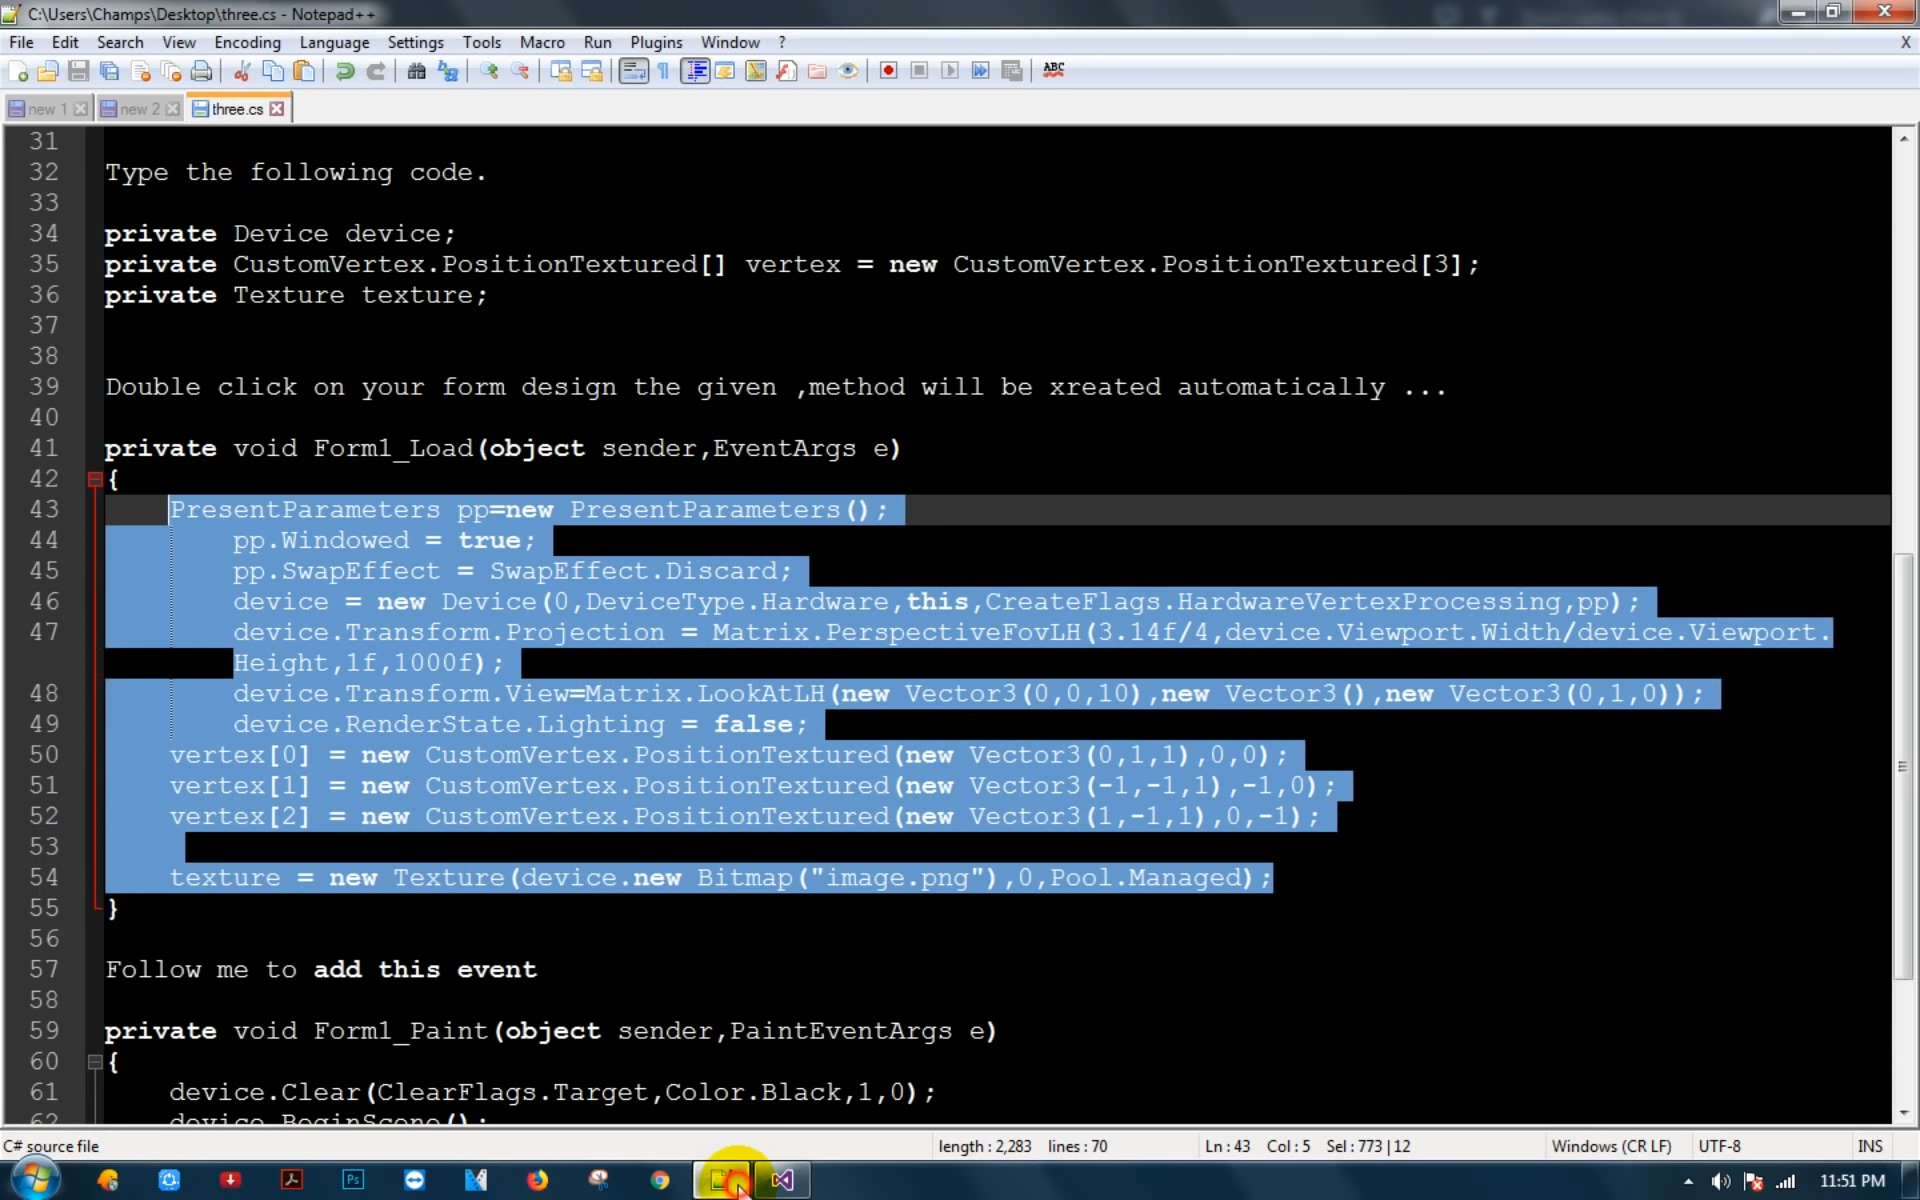 C:\Users\Champs\Desktop\three.cs - Notepad++
File Edit Search View Encoding Language Settings Tools Macro Run Plugins Window ? X
ABC
new 1 new 2 three.cs
31
32 Type the following code.
33
34 private Device device;
35 private CustomVertex.PositionTextured[] vertex = new CustomVertex.PositionTextured[3];
36 private Texture texture;
37
38
39 Double click on your form design the given ,method will be xreated automatically ...
40
41 private void Form1_Load(object sender,EventArgs e)
42 {
43 PresentParameters pp=new PresentParameters();
44 pp.Windowed = true;
45 pp.SwapEffect = SwapEffect.Discard;
46 device = new Device(0,DeviceType.Hardware,this,CreateFlags.HardwareVertexProcessing,pp);
47 device.Transform.Projection = Matrix.PerspectiveFovLH(3.14f/4,device.Viewport.Width/device.Viewport.
Height,1f,1000f);
48 device.Transform.View=Matrix.LookAtLH(new Vector3(0,0,10),new Vector3(),new Vector3(0,1,0));
49 device.RenderState.Lighting = false;
50 vertex[0] = new CustomVertex.PositionTextured(new Vector3(0,1,1),0,0);
51 vertex[1] = new CustomVertex.PositionTextured(new Vector3(-1,-1,1),-1,0);
52 vertex[2] = new CustomVertex.PositionTextured(new Vector3(1,-1,1),0,-1);
53
54 texture = new Texture(device.new Bitmap("image.png"),0,Pool.Managed);
55 }
56
57 Follow me to add this event
58
59 private void Form1_Paint(object sender,PaintEventArgs e)
60 {
61 device.Clear(ClearFlags.Target,Color.Black,1,0);
62 device.BeginScene();
C# source file length : 2,283 lines : 70 Ln : 43 Col : 5 Sel : 773 | 12 Windows (CR LF) UTF-8 INS
Ps 11:51 PM